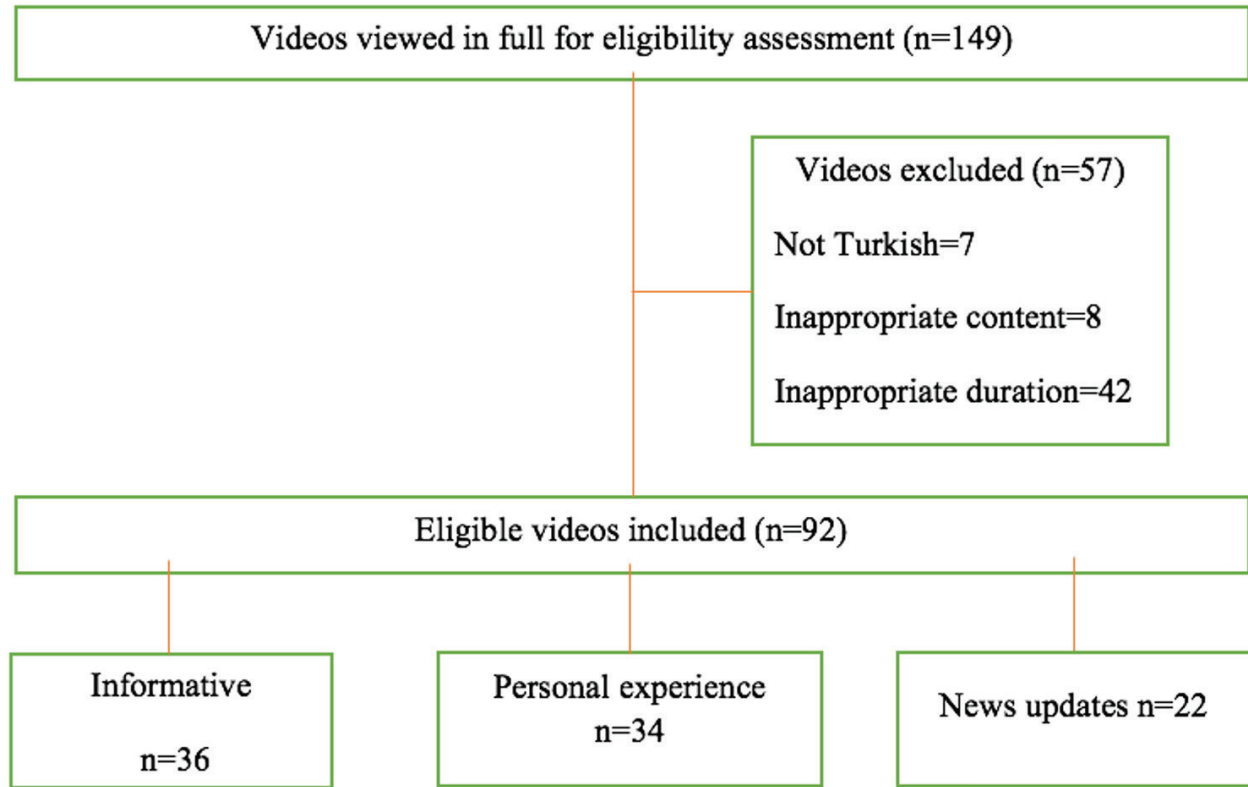 Videos viewed in full for eligibility assessment (n=149)
Videos excluded (n=57)
Not Turkish=7
Inappropriate content=8
Inappropriate duration=42
Eligible videos included (n=92)
Informative
n=36
Personal experience
n=34
News updates n=22